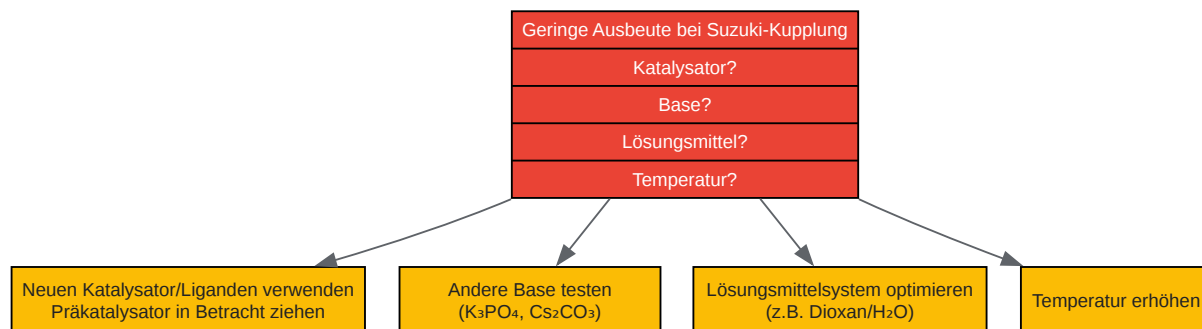 Geringe Ausbeute bei Suzuki-Kupplung
Katalysator?
Base?
Lösungsmittel?
Temperatur?
Neuen Katalysator/Liganden verwenden
Präkatalysator in Betracht ziehen
Andere Base testen
(K₃PO₄, Cs₂CO₃)
Lösungsmittelsystem optimieren
(z.B. Dioxan/H₂O)
Temperatur erhöhen